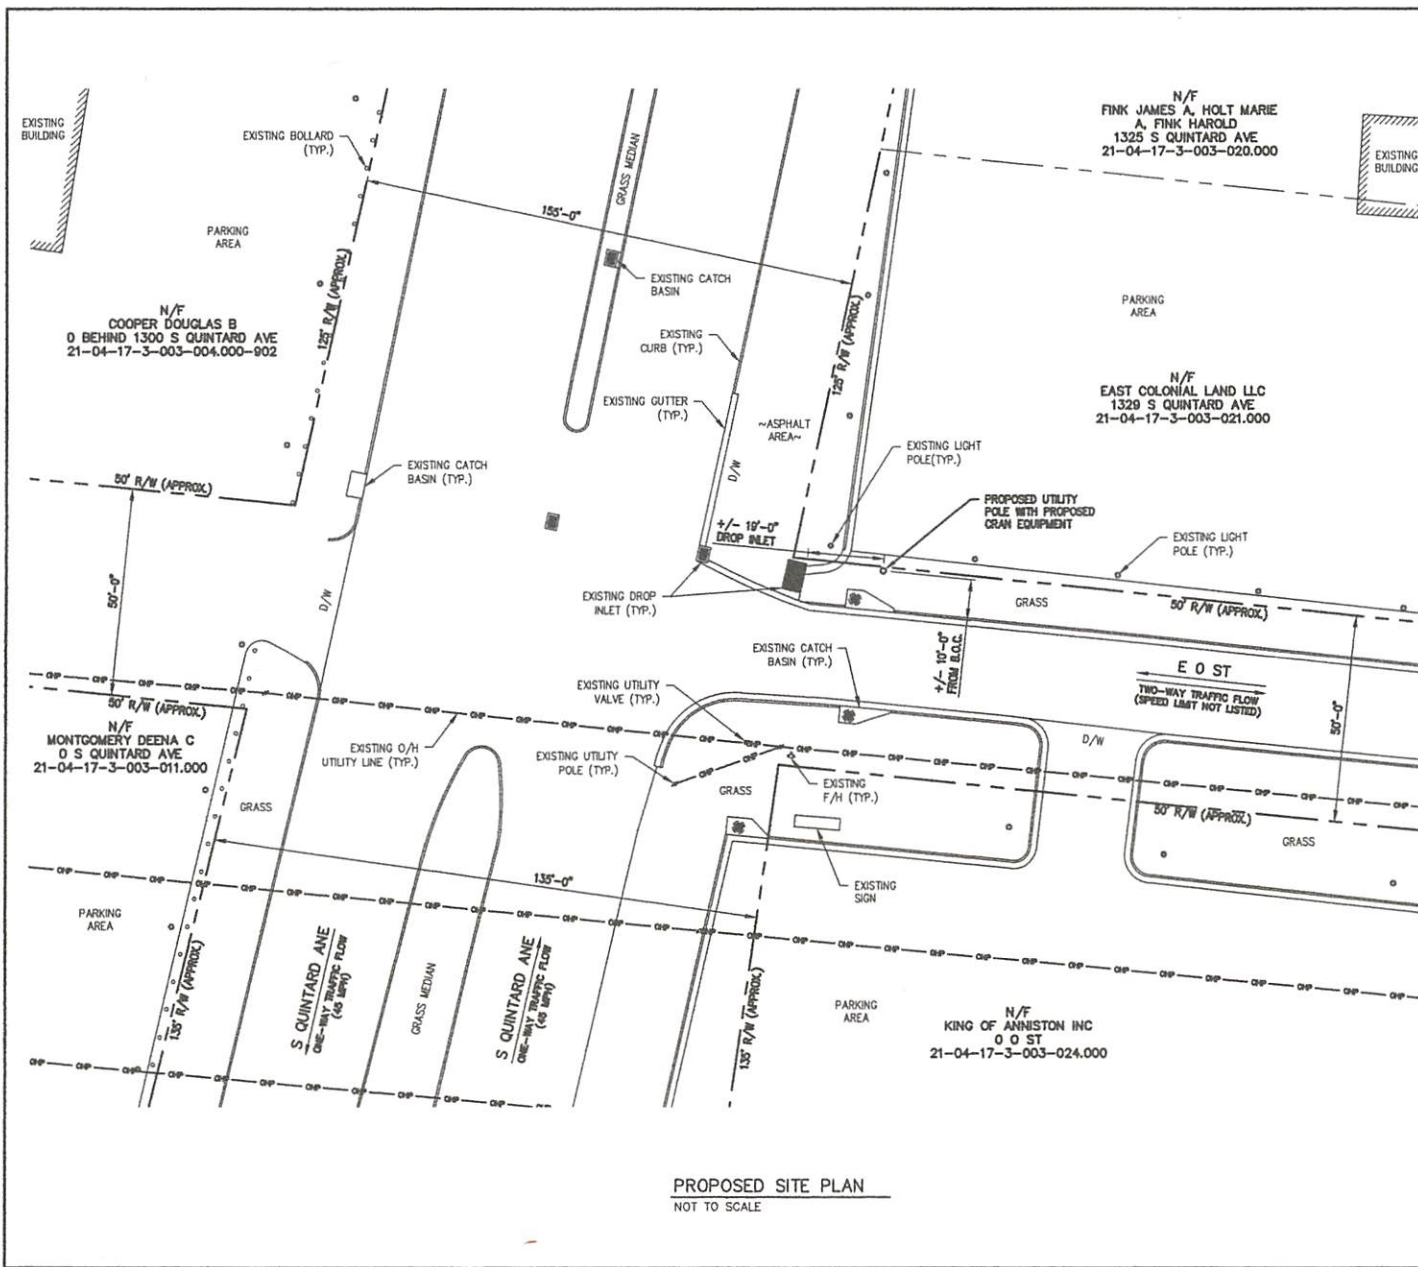 N/F
FINK JAMES A, HOLT MARIE
A, FINK HAROLD
1325 S QUINTARD AVE
21-04-17-3-003-020.000
EXISTING
BUILDING
EXISTING BOLLARD
(TYP.)
GRASS MEDIAN
EXISTING
BUILDING
155'-0"
PARKING
AREA
125' R/W (APPROX.)
EXISTING CATCH
BASIN
125' R/W (APPROX.)
PARKING
AREA
N/F
COOPER DOUGLAS B
0 BEHIND 1300 S QUINTARD AVE
21-04-17-3-003-004.000-902
EXISTING
CURB (TYP.)
N/F
EAST COLONIAL LAND LLC
1329 S QUINTARD AVE
21-04-17-3-003-021.000
EXISTING GUTTER
(TYP.)
~ASPHALT
AREA~
EXISTING LIGHT
POLE(TYP.)
EXISTING CATCH
BASIN (TYP.)
D/W
50' R/W (APPROX.)
PROPOSED UTILITY
POLE WITH PROPOSED
CRAN EQUIPMENT
+/- 19'-0"
DROP INLET
EXISTING LIGHT
POLE (TYP.)
50'-0"
D/W
EXISTING DROP
INLET (TYP.)
GRASS
50' R/W (APPROX.)
+/- 10'-0"
FROM B.O.C.
EXISTING CATCH
BASIN (TYP.)
E O ST
TWO-WAY TRAFFIC FLOW
(SPEED LIMIT NOT LISTED)
50'-0"
EXISTING UTILITY
VALVE (TYP.)
50' R/W (APPROX.)
N/F
MONTGOMERY DEENA C
0 S QUINTARD AVE
21-04-17-3-003-011.000
EXISTING O/H
UTILITY LINE (TYP.)
EXISTING UTILITY
POLE (TYP.)
D/W
GRASS
EXISTING
F/H (TYP.)
50' R/W (APPROX.)
GRASS
GRASS
135'-0"
EXISTING
SIGN
PARKING
AREA
135' R/W (APPROX.)
S QUINTARD ANE
ONE-WAY TRAFFIC FLOW
(45 MPH)
GRASS MEDIAN
S QUINTARD ANE
ONE-WAY TRAFFIC FLOW
(45 MPH)
135' R/W (APPROX.)
PARKING
AREA
N/F
KING OF ANNISTON INC
0 O ST
21-04-17-3-003-024.000
PROPOSED SITE PLAN
NOT TO SCALE